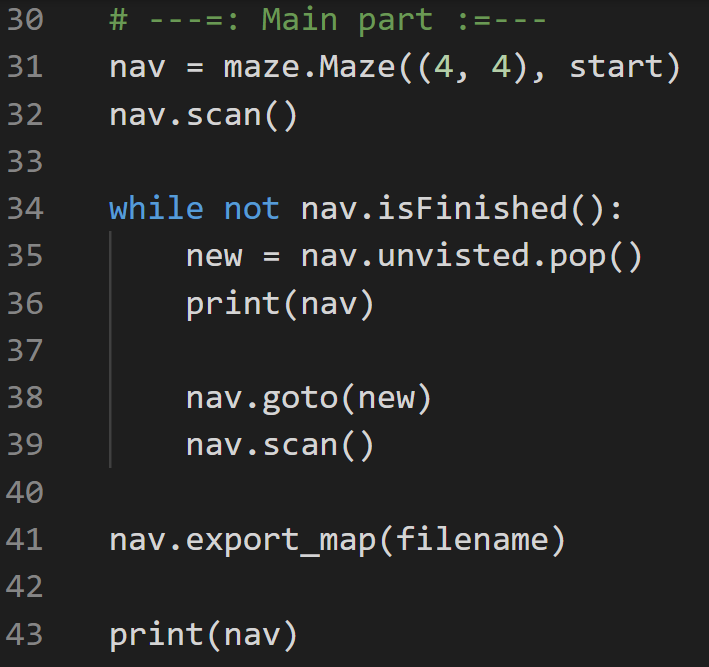 30 # ---=: Main part :=---
31 nav = maze.Maze((4, 4), start)
32 nav.scan()
33
34 while not nav.isFinished():
35     new = nav.unvisted.pop()
36     print(nav)
37
38     nav.goto(new)
39     nav.scan()
40
41 nav.export_map(filename)
42
43 print(nav)